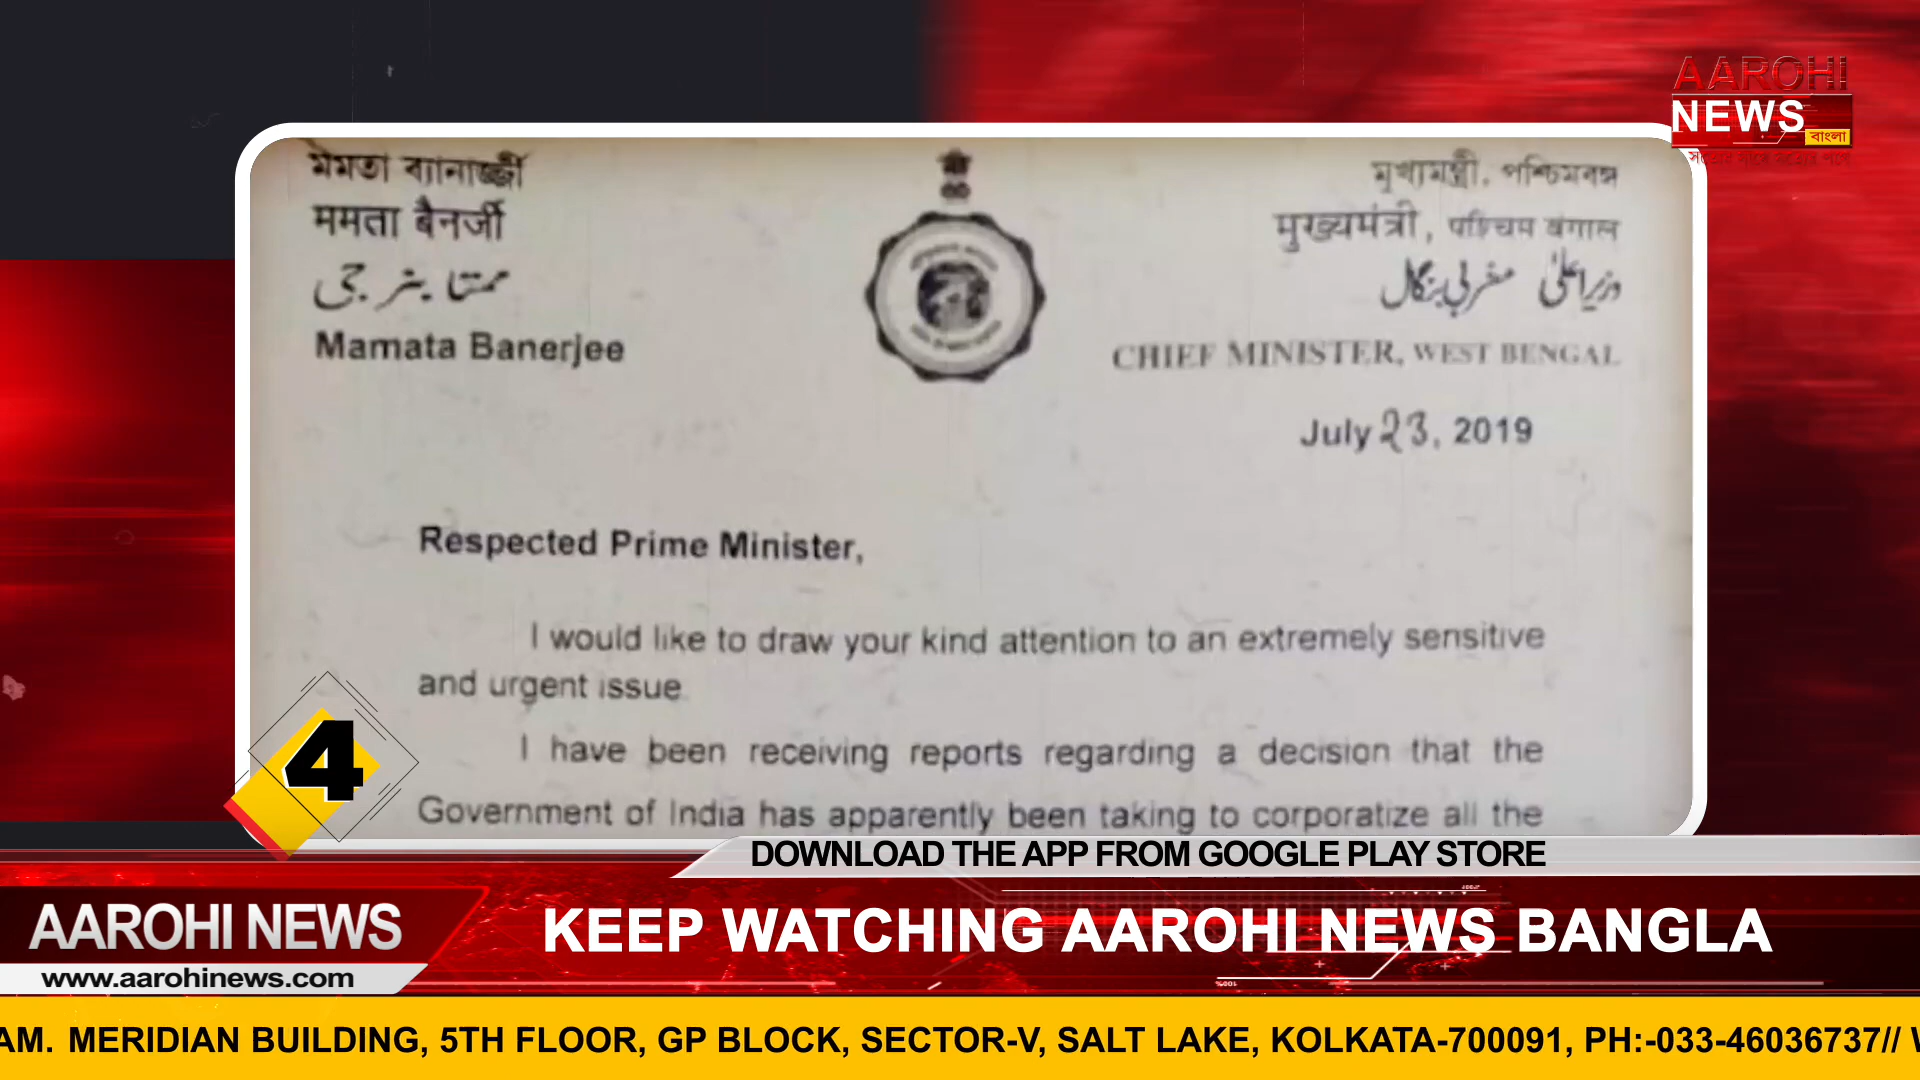 AAROHI
NEWS
বাংলা
মমতা ব্যানার্জ্জী
ममता बैनर्जी
ممتا بینر جی
Mamata Banerjee
মুখ্যমন্ত্রী, পশ্চিমবঙ্গ
मुख्यमंत्री, पश्चिम बंगाल
وزیراعلیٰ مغربی بنگال
CHIEF MINISTER, WEST BENGAL
July 23, 2019
Respected Prime Minister,
I would like to draw your kind attention to an extremely sensitive
and urgent issue.
I have been receiving reports regarding a decision that the
Government of India has apparently been taking to corporatize all the
4
DOWNLOAD THE APP FROM GOOGLE PLAY STORE
AAROHI NEWS
KEEP WATCHING AAROHI NEWS BANGLA
www.aarohinews.com
AM. MERIDIAN BUILDING, 5TH FLOOR, GP BLOCK, SECTOR-V, SALT LAKE, KOLKATA-700091, PH:-033-46036737//